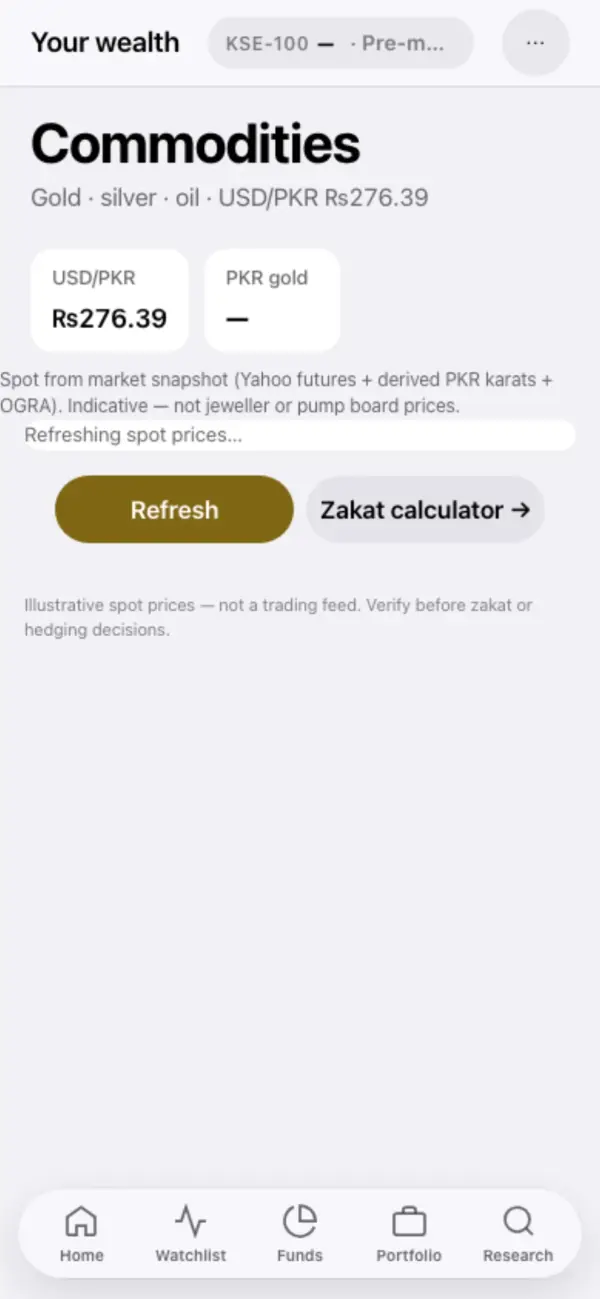 Your wealth
KSE-100 — · Pre-m...
...
Commodities
Gold · silver · oil · USD/PKR ₨276.39
USD/PKR
₨276.39
PKR gold
—
Spot from market snapshot (Yahoo futures + derived PKR karats +
OGRA). Indicative — not jeweller or pump board prices.
Refreshing spot prices...
Refresh
Zakat calculator →
Illustrative spot prices — not a trading feed. Verify before zakat or
hedging decisions.
Home
Watchlist
Funds
Portfolio
Research